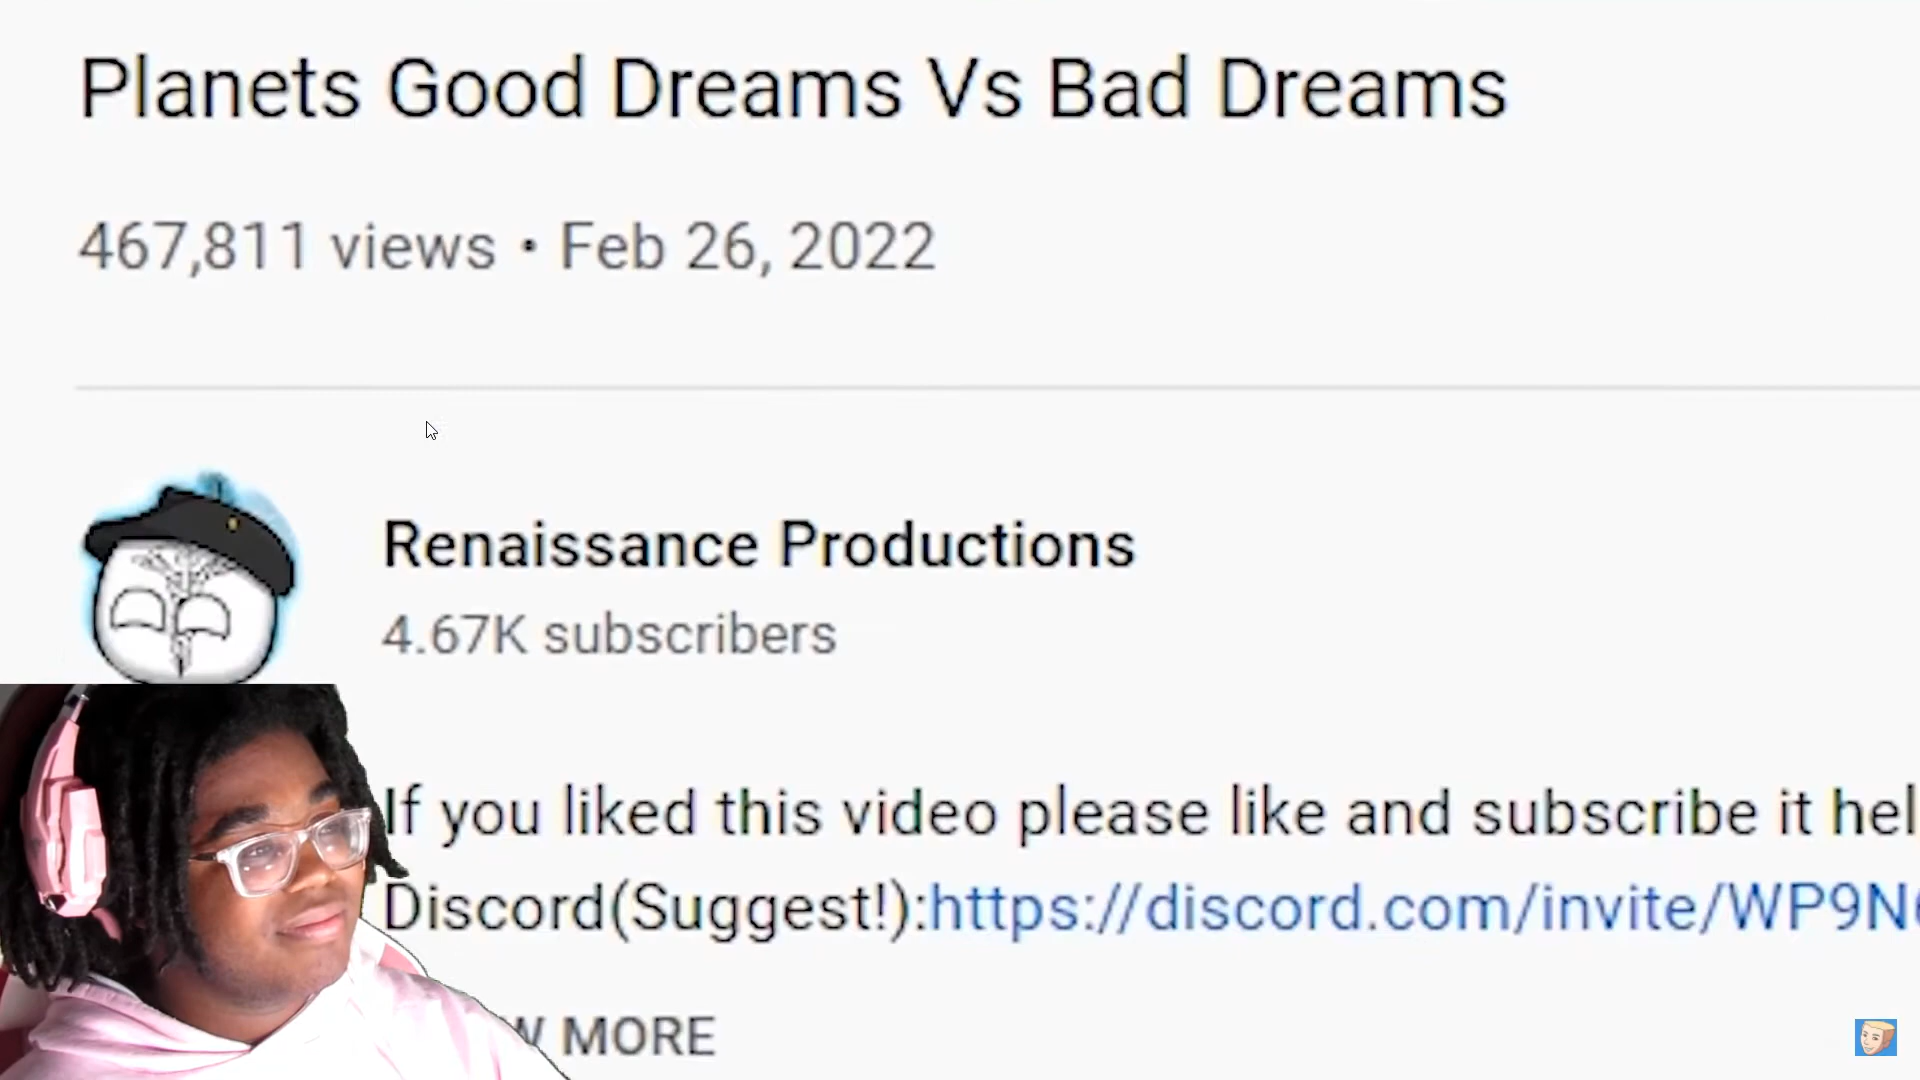 Planets Good Dreams Vs Bad Dreams
467,811 views • Feb 26, 2022
Renaissance Productions
4.67K subscribers
If you liked this video please like and subscribe it hel
Discord(Suggest!):https://discord.com/invite/WP9N
W MORE